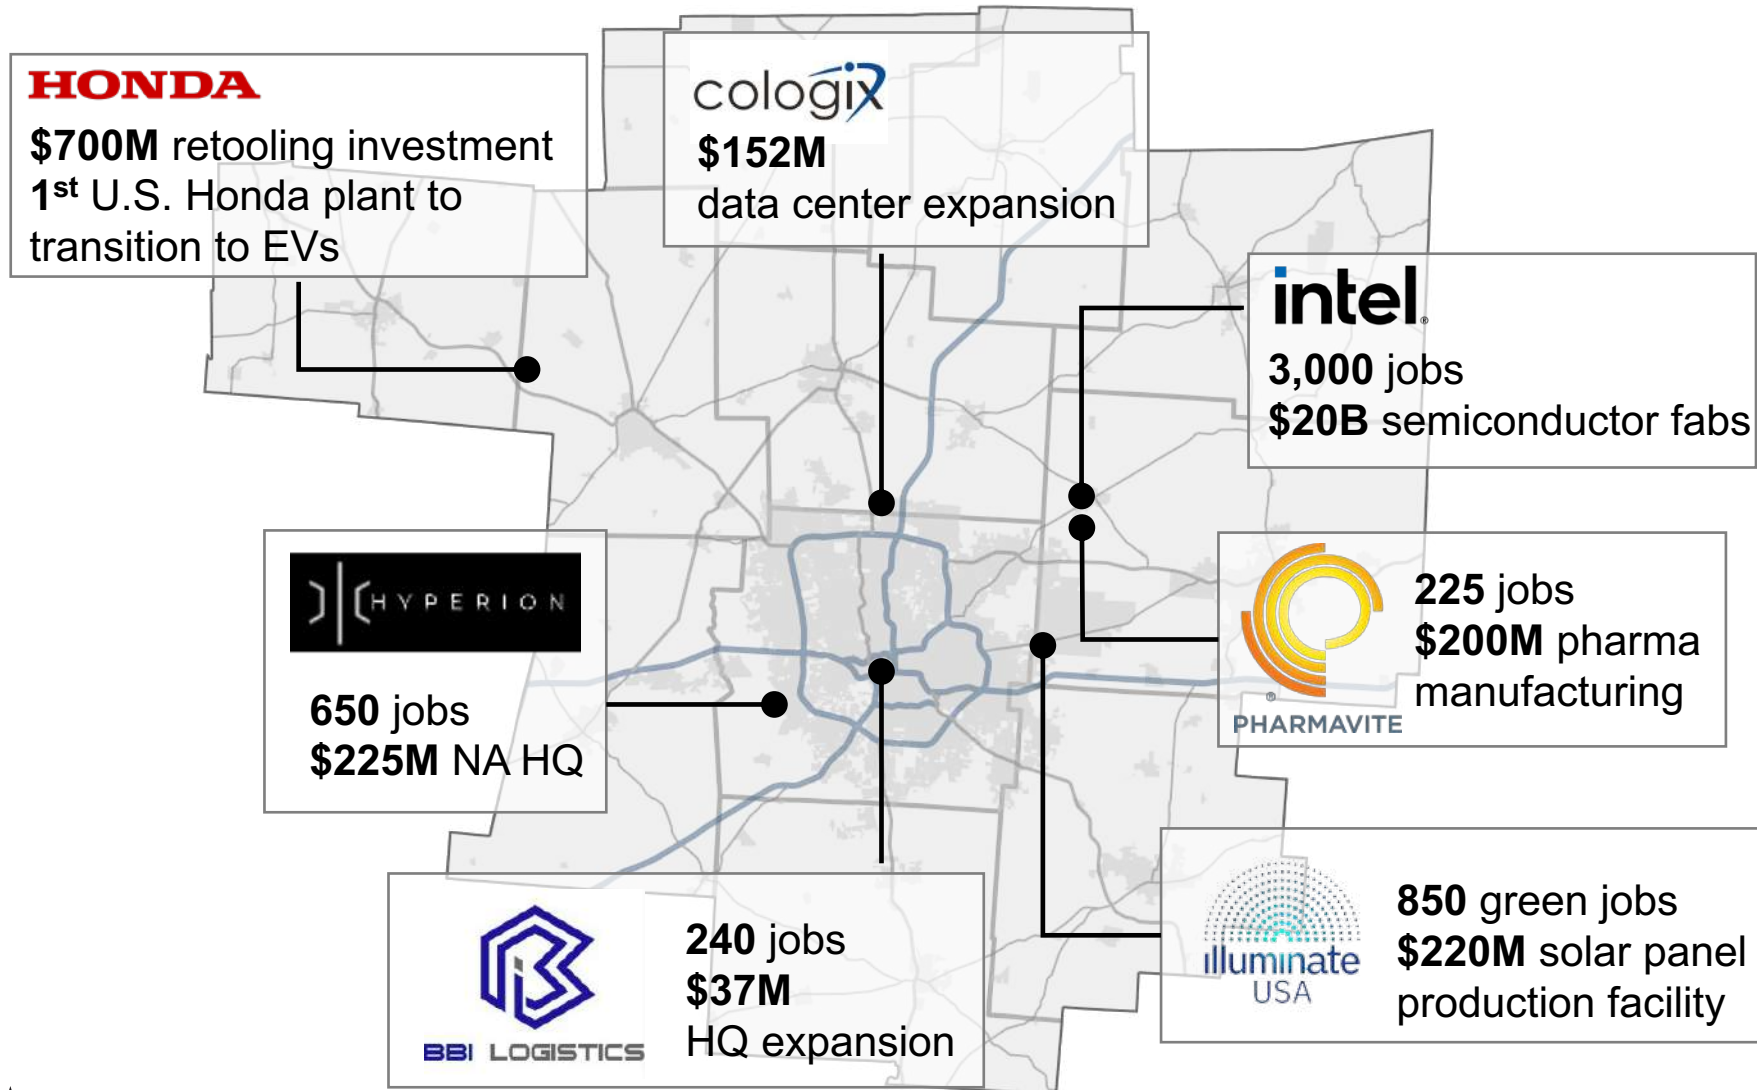 HONDA
$700M retooling investment
1st U.S. Honda plant to
transition to EVs
cologix
$152M
data center expansion
intel®
3,000 jobs
$20B semiconductor fabs
HYPERION
650 jobs
$225M NA HQ
225 jobs
$200M pharma
manufacturing
®
PHARMAVITE
BBI LOGISTICS
240 jobs
$37M
HQ expansion
illuminate
USA
850 green jobs
$220M solar panel
production facility